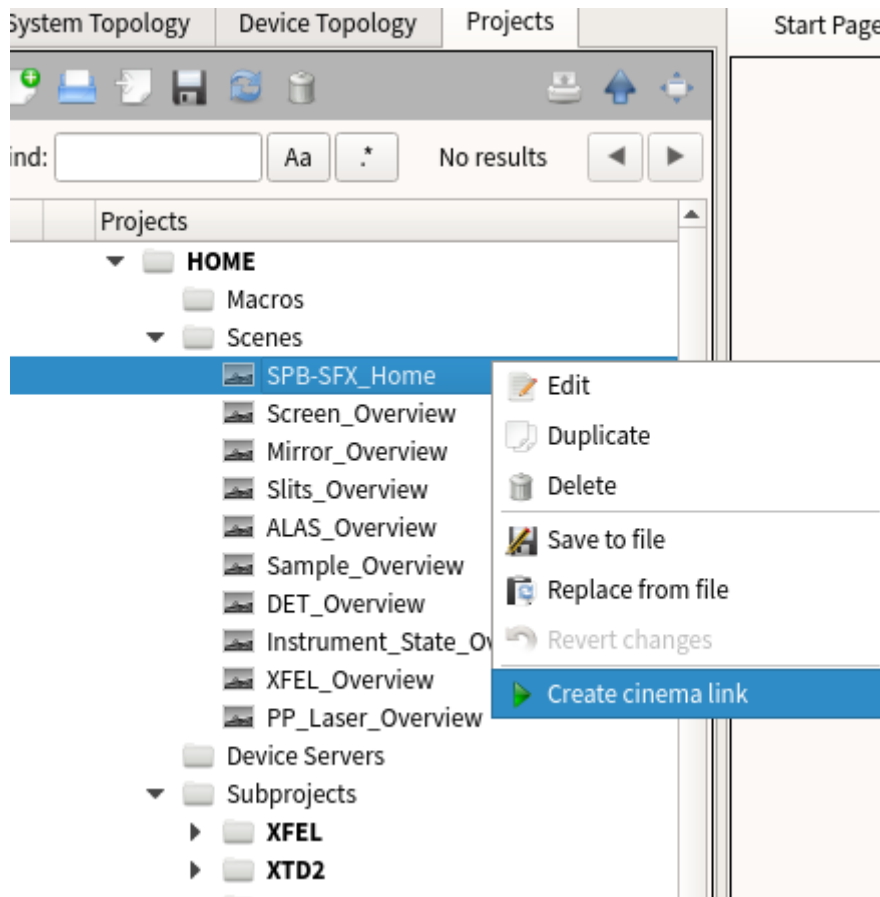 System Topology Device Topology Projects Start Page
ind: Aa .* No results
Projects
HOME
Macros
Scenes
SPB-SFX_Home
Edit
Screen_Overview
Duplicate
Mirror_Overview
Slits_Overview
Delete
ALAS_Overview
Save to file
Sample_Overview
Replace from file
DET_Overview
Instrument_State_Ov
Revert changes
XFEL_Overview
Create cinema link
PP_Laser_Overview
Device Servers
Subprojects
XFEL
XTD2